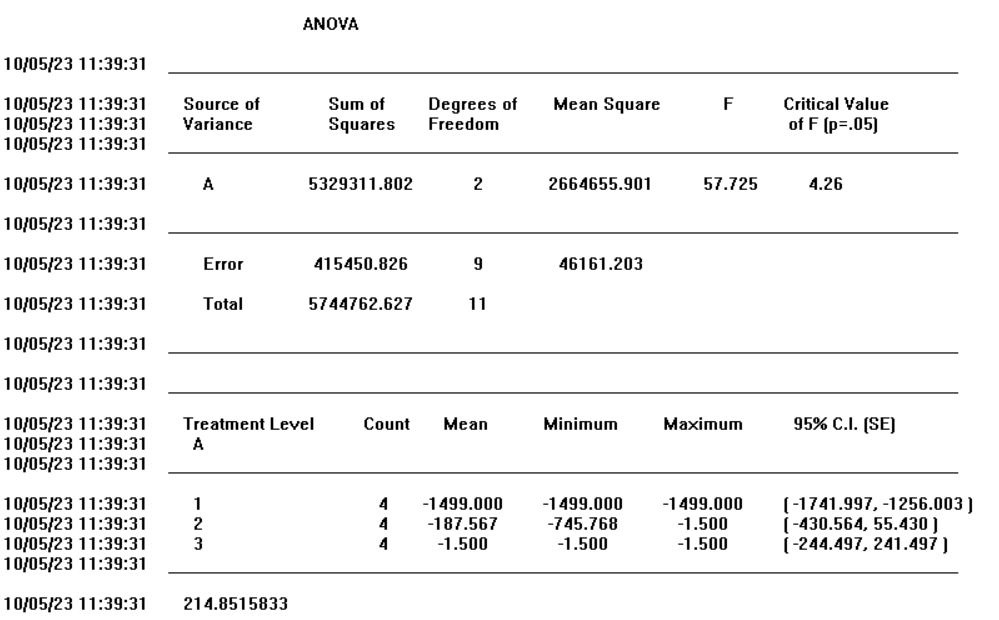 ANOVA
10/05/23 11:39:31
10/05/23 11:39:31 Source of Sum of Degrees of Mean Square F Critical Value
10/05/23 11:39:31 Variance Squares Freedom of F (p=.05)
10/05/23 11:39:31
10/05/23 11:39:31 A 5329311.802 2 2664655.901 57.725 4.26
10/05/23 11:39:31
10/05/23 11:39:31 Error 415450.826 9 46161.203
10/05/23 11:39:31 Total 5744762.627 11
10/05/23 11:39:31
10/05/23 11:39:31
10/05/23 11:39:31 Treatment Level Count Mean Minimum Maximum 95% C.I. (SE)
10/05/23 11:39:31 A
10/05/23 11:39:31
10/05/23 11:39:31 1 4 -1499.000 -1499.000 -1499.000 ( -1741.997, -1256.003 )
10/05/23 11:39:31 2 4 -187.567 -745.768 -1.500 ( -430.564, 55.430 )
10/05/23 11:39:31 3 4 -1.500 -1.500 -1.500 ( -244.497, 241.497 )
10/05/23 11:39:31
10/05/23 11:39:31 214.8515833